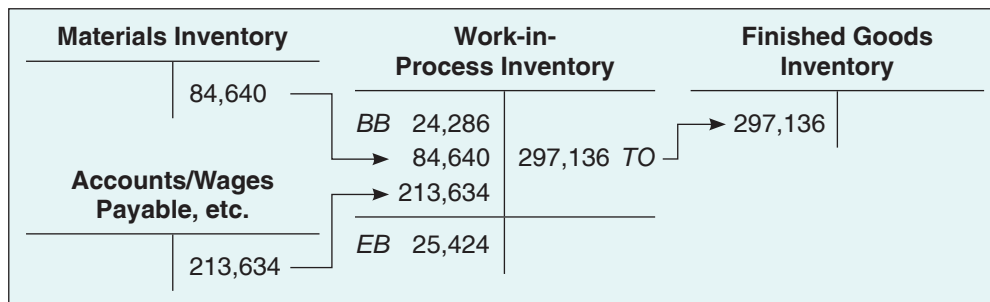 Materials Inventory
84,640
Accounts/Wages
Payable, etc.
213,634
Work-in-
Process Inventory
BB 24,286
84,640 297,136 TO
213,634
EB 25,424
Finished Goods
Inventory
297,136